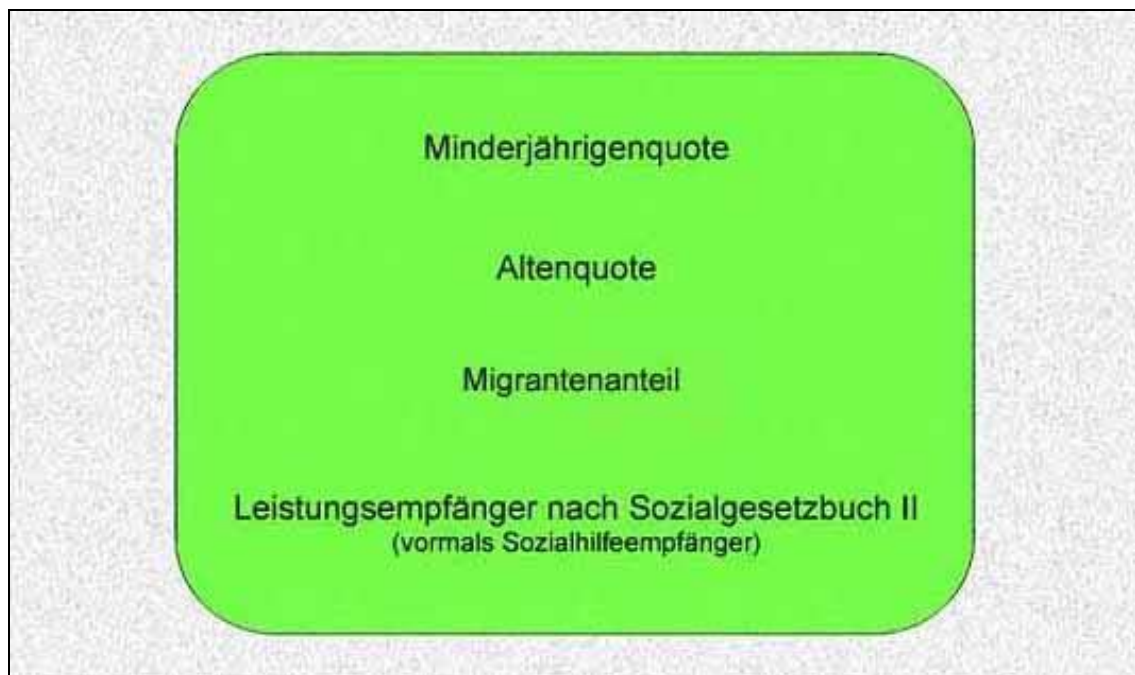 Minderjährigenquote
Altenquote
Migrantenanteil
Leistungsempfänger nach Sozialgesetzbuch II
(vormals Sozialhilfeempfänger)